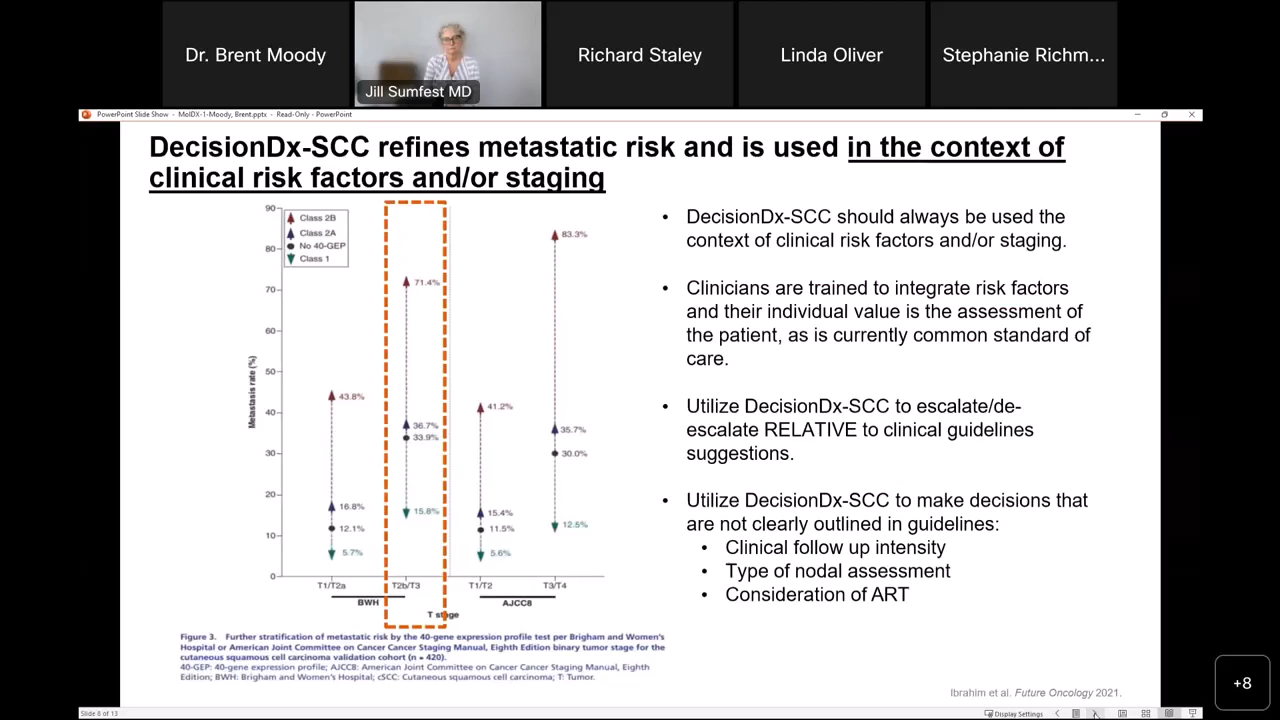 Dr. Brent Moody
Jill Sumfest MD
Richard Staley
Linda Oliver
Stephanie Richm...
PowerPoint Slide Show - MolDX-1-Moody, Brent.pptx - Read-Only - PowerPoint
DecisionDx-SCC refines metastatic risk and is used in the context of
clinical risk factors and/or staging
90
80
70
60
50
40
30
20
10
0
Metastasis rate (%)
Class 2B
Class 2A
No 40-GEP
Class 1
43.8%
16.8%
12.1%
5.7%
71.4%
36.7%
33.9%
15.8%
41.2%
15.4%
11.5%
5.6%
83.3%
35.7%
30.0%
12.5%
T1/T2a
T2b/T3
T1/T2
T3/T4
BWH
AJCC8
T stage
Figure 3. Further stratification of metastatic risk by the 40-gene expression profile test per Brigham and Women's
Hospital or American Joint Committee on Cancer Cancer Staging Manual, Eighth Edition binary tumor stage for the
cutaneous squamous cell carcinoma validation cohort (n = 420).
40-GEP: 40-gene expression profile; AJCC8: American Joint Committee on Cancer Cancer Staging Manual, Eighth
Edition; BWH: Brigham and Women's Hospital; cSCC: Cutaneous squamous cell carcinoma; T: Tumor.
• DecisionDx-SCC should always be used the
context of clinical risk factors and/or staging.
• Clinicians are trained to integrate risk factors
and their individual value is the assessment of
the patient, as is currently common standard of
care.
• Utilize DecisionDx-SCC to escalate/de-
escalate RELATIVE to clinical guidelines
suggestions.
• Utilize DecisionDx-SCC to make decisions that
are not clearly outlined in guidelines:
• Clinical follow up intensity
• Type of nodal assessment
• Consideration of ART
Ibrahim et al. Future Oncology 2021.
+8
Slide 8 of 13
Display Settings